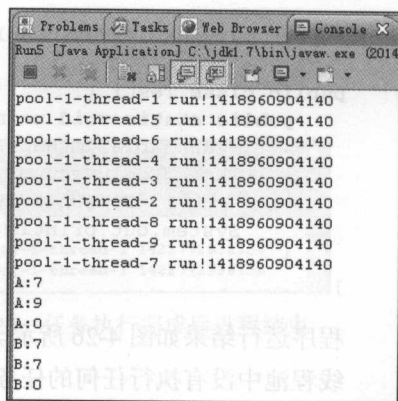 Problems Tasks Web Browser Console
Run5 [Java Application] C:\jdk1.7\bin\javaw.exe (2014
pool-1-thread-1 run!1418960904140
pool-1-thread-5 run!1418960904140
pool-1-thread-6 run!1418960904140
pool-1-thread-4 run!1418960904140
pool-1-thread-3 run!1418960904140
pool-1-thread-2 run!1418960904140
pool-1-thread-8 run!1418960904140
pool-1-thread-9 run!1418960904140
pool-1-thread-7 run!1418960904140
A:7
A:9
A:0
B:7
B:7
B:0